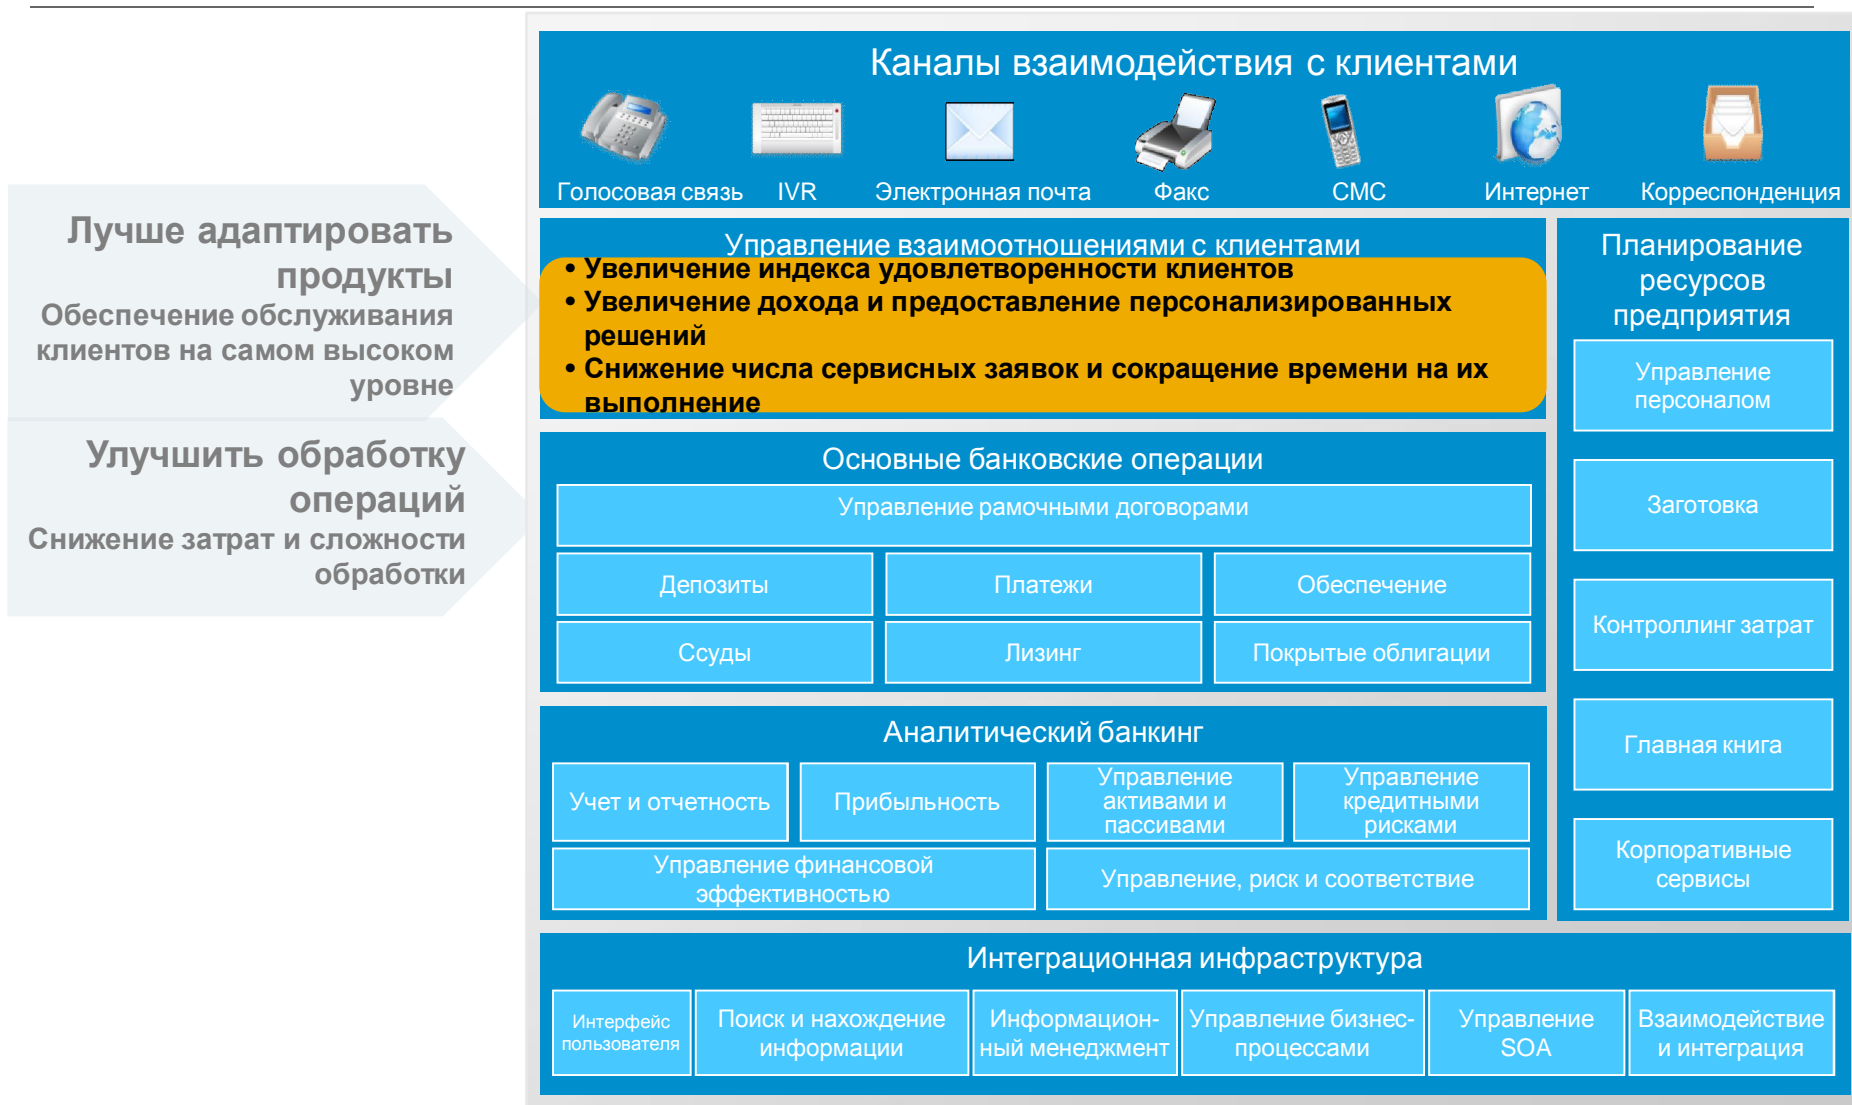 Каналы взаимодействия с клиентами
Голосовая связь
IVR
Электронная почта
Факс
СМС
Интернет
Корреспонденция
Лучше адаптировать
продукты
Обеспечение обслуживания
клиентов на самом высоком
уровне
Улучшить обработку
операций
Снижение затрат и сложности
обработки
Управление взаимоотношениями с клиентами
• Увеличение индекса удовлетворенности клиентов
• Увеличение дохода и предоставление персонализированных
решений
• Снижение числа сервисных заявок и сокращение времени на их
выполнение
Основные банковские операции
Управление рамочными договорами
Депозиты
Платежи
Обеспечение
Ссуды
Лизинг
Покрытые облигации
Аналитический банкинг
Учет и отчетность
Прибыльность
Управление
активами и
пассивами
Управление
кредитными
рисками
Управление финансовой
эффективностью
Управление, риск и соответствие
Планирование
ресурсов
предприятия
Управление
персоналом
Заготовка
Контроллинг затрат
Главная книга
Корпоративные
сервисы
Интеграционная инфраструктура
Интерфейс
пользователя
Поиск и нахождение
информации
Информацион-
ный менеджмент
Управление бизнес-
процессами
Управление
SOA
Взаимодействие
и интеграция